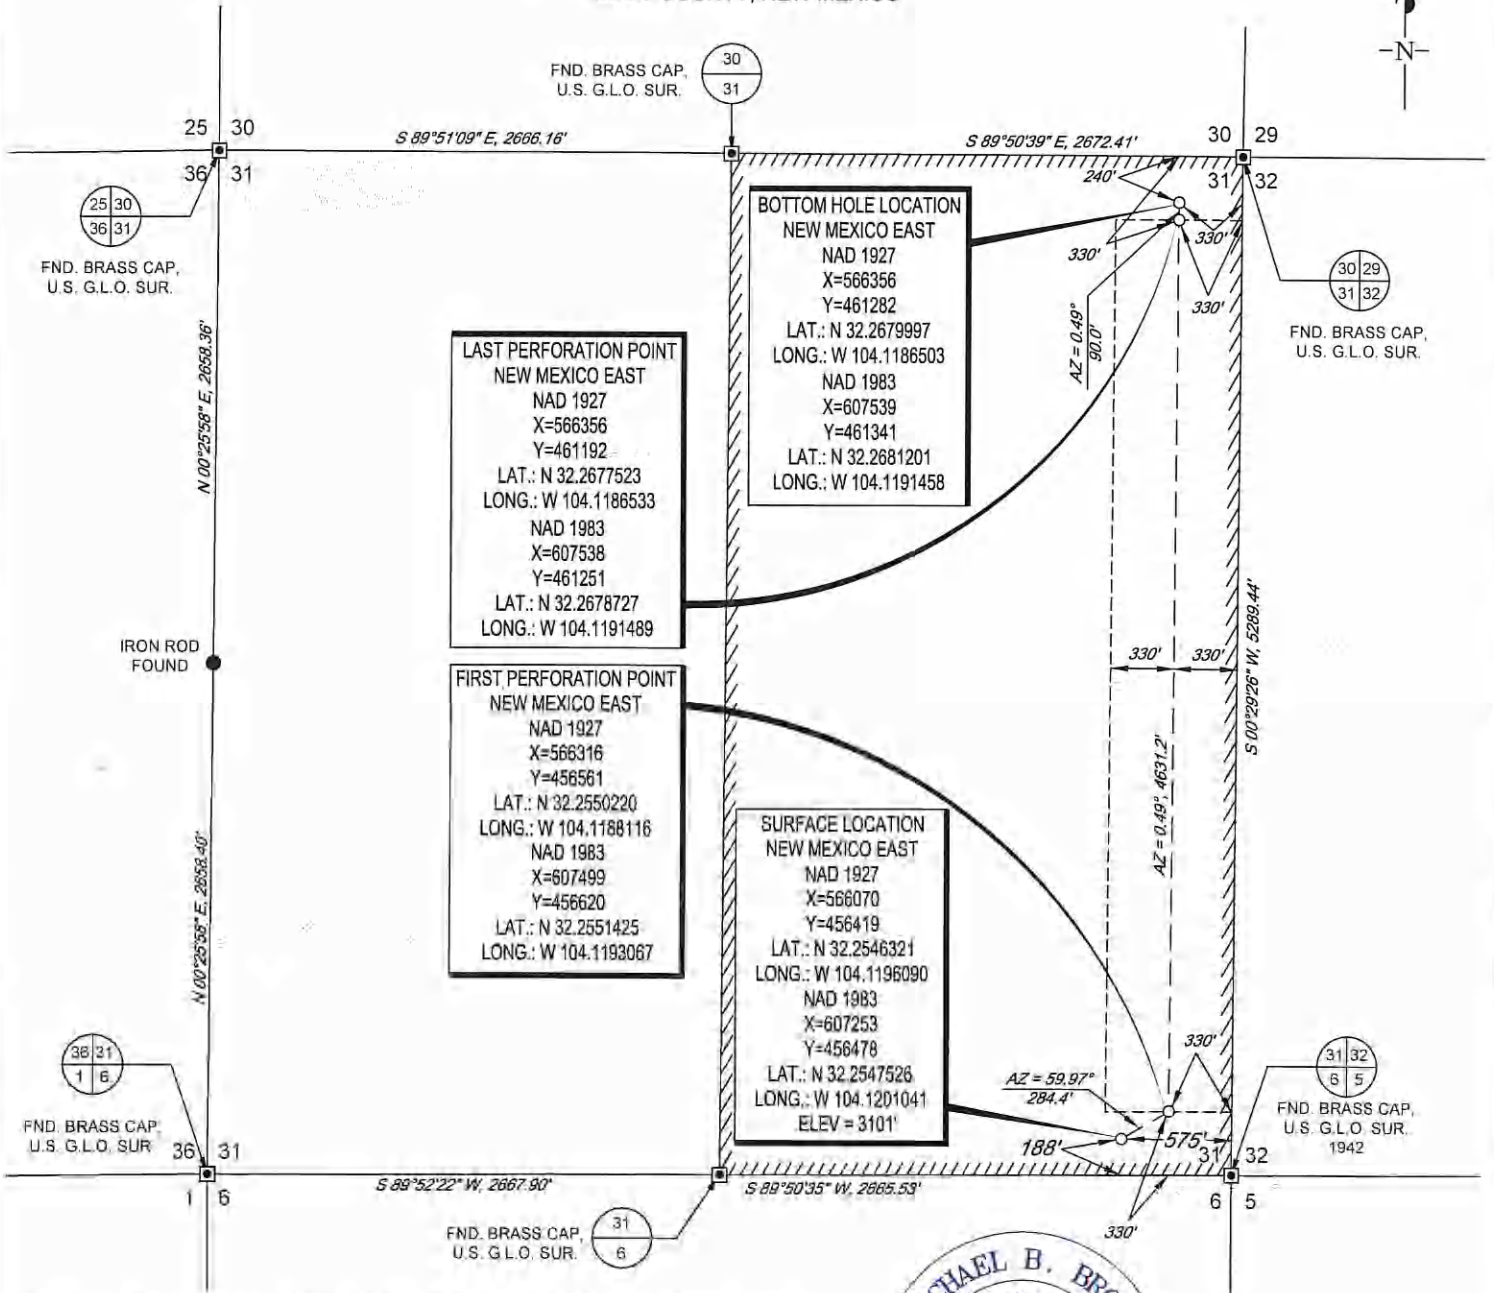 -N-
30
31
FND. BRASS CAP,
U.S. G.L.O. SUR.
25 30
36 31
S 89°51'09" E, 2666.16'
S 89°50'39" E, 2672.41'
30 29
31 32
25 30
36 31
FND. BRASS CAP,
U.S. G.L.O. SUR.
30 29
31 32
FND. BRASS CAP,
U.S. G.L.O. SUR.
240'
330'
330'
330'
AZ = 0.49°
90.0'
BOTTOM HOLE LOCATION
NEW MEXICO EAST
NAD 1927
X=566356
Y=461282
LAT.: N 32.2679997
LONG.: W 104.1186503
NAD 1983
X=607539
Y=461341
LAT.: N 32.2681201
LONG.: W 104.1191458
LAST PERFORATION POINT
NEW MEXICO EAST
NAD 1927
X=566356
Y=461192
LAT.: N 32.2677523
LONG.: W 104.1186533
NAD 1983
X=607538
Y=461251
LAT.: N 32.2678727
LONG.: W 104.1191489
N 00°25'58" E, 2658.36'
IRON ROD
FOUND
N 00°25'58" E, 2658.40'
FIRST PERFORATION POINT
NEW MEXICO EAST
NAD 1927
X=566316
Y=456561
LAT.: N 32.2550220
LONG.: W 104.1188116
NAD 1983
X=607499
Y=456620
LAT.: N 32.2551425
LONG.: W 104.1193067
330'
330'
S 00°29'26" W, 5289.44'
AZ = 0.49°, 4631.2'
SURFACE LOCATION
NEW MEXICO EAST
NAD 1927
X=566070
Y=456419
LAT.: N 32.2546321
LONG.: W 104.1196090
NAD 1983
X=607253
Y=456478
LAT.: N 32.2547526
LONG.: W 104.1201041
ELEV = 3101'
AZ = 59.97°
284.4'
330'
188'
575'
330'
36 31
1 6
FND. BRASS CAP,
U.S. G.L.O. SUR
36 31
1 6
31 32
6 5
FND. BRASS CAP,
U.S. G.L.O. SUR.
1942
31 32
6 5
S 89°52'22" W, 2667.90'
S 89°50'35" W, 2665.53'
FND. BRASS CAP,
U.S. G.L.O. SUR.
31
6
B.